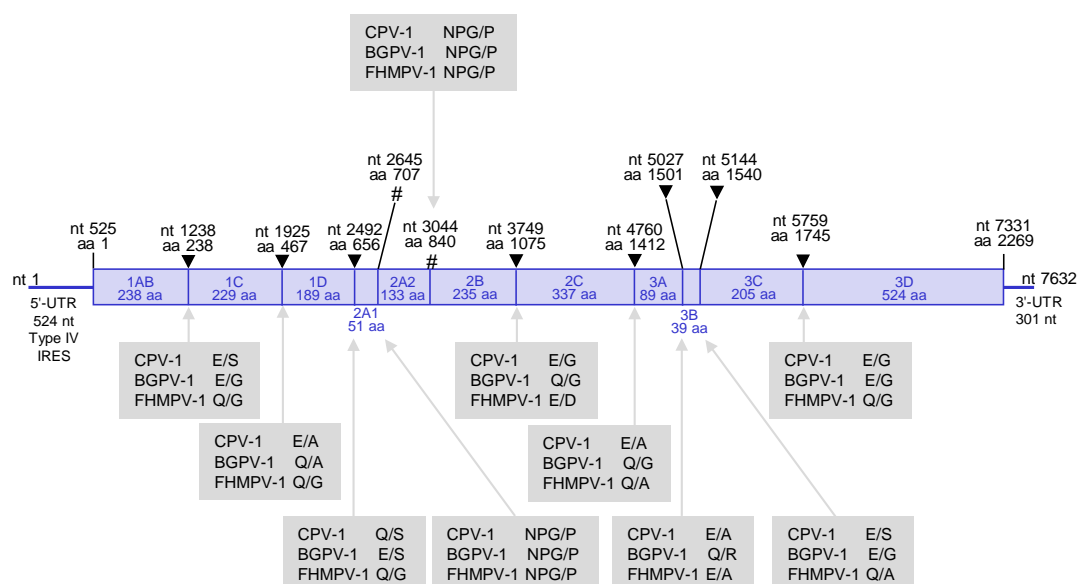 CPV-1 NPG/P
BGPV-1 NPG/P
FHMPV-1 NPG/P
nt 2645
aa 707
#
nt 5027
aa 1501
nt 5144
aa 1540
nt 525
aa 1
nt 1238
aa 238
nt 1925
aa 467
nt 2492
aa 656
nt 3044
aa 840
#
nt 3749
aa 1075
nt 4760
aa 1412
nt 5759
aa 1745
nt 7331
aa 2269
nt 1
1AB
238 aa
1C
229 aa
1D
189 aa
2A2
133 aa
2B
235 aa
2C
337 aa
3A
89 aa
3C
205 aa
3D
524 aa
nt 7632
2A1
51 aa
3B
39 aa
5'-UTR
524 nt
Type IV
IRES
3'-UTR
301 nt
CPV-1 E/S
BGPV-1 E/G
FHMPV-1 Q/G
CPV-1 E/G
BGPV-1 Q/G
FHMPV-1 E/D
CPV-1 E/G
BGPV-1 E/G
FHMPV-1 Q/G
CPV-1 E/A
BGPV-1 Q/A
FHMPV-1 Q/G
CPV-1 E/A
BGPV-1 Q/G
FHMPV-1 Q/A
CPV-1 Q/S
BGPV-1 E/S
FHMPV-1 Q/G
CPV-1 NPG/P
BGPV-1 NPG/P
FHMPV-1 NPG/P
CPV-1 E/A
BGPV-1 Q/R
FHMPV-1 E/A
CPV-1 E/S
BGPV-1 E/G
FHMPV-1 Q/A